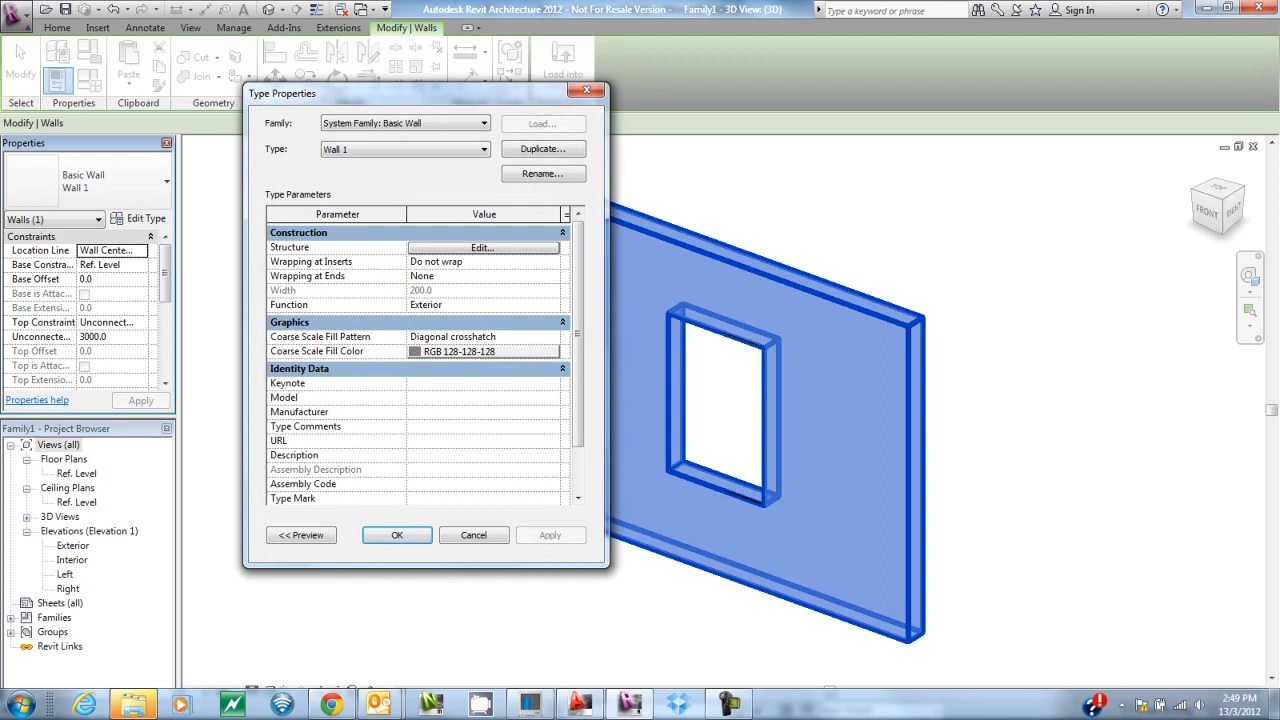 Autodesk Revit Architecture 2012 - Not For Resale Version - Family1 - 3D View: {3D}
Type a keyword or phrase
Sign In
Home
Insert
Annotate
View
Manage
Add-Ins
Extensions
Modify | Walls
Modify
Paste
Cut
Join
Load into
Select
Properties
Clipboard
Geometry
Modify | Walls
Properties
Basic Wall
Wall 1
Walls (1)
Edit Type
Constraints
Location Line Wall Cente...
Base Constra... Ref. Level
Base Offset 0.0
Base is Attac...
Base Extensi...
Top Constraint Unconnect...
Unconnecte... 3000.0
Top Offset 0.0
Top is Attac...
Top Extensio... 0.0
Properties help
Apply
Family1 - Project Browser
Views (all)
Floor Plans
Ref. Level
Ceiling Plans
Ref. Level
3D Views
Elevations (Elevation 1)
Exterior
Interior
Left
Right
Sheets (all)
Families
Groups
Revit Links
Type Properties
Family: System Family: Basic Wall Load...
Type: Wall 1 Duplicate...
Rename...
Type Parameters
Parameter Value =
Construction
Structure Edit...
Wrapping at Inserts Do not wrap
Wrapping at Ends None
Width 200.0
Function Exterior
Graphics
Coarse Scale Fill Pattern Diagonal crosshatch
Coarse Scale Fill Color RGB 128-128-128
Identity Data
Keynote
Model
Manufacturer
Type Comments
URL
Description
Assembly Description
Assembly Code
Type Mark
<< Preview OK Cancel Apply
TOP
FRONT
RIGHT
2:49 PM
13/3/2012